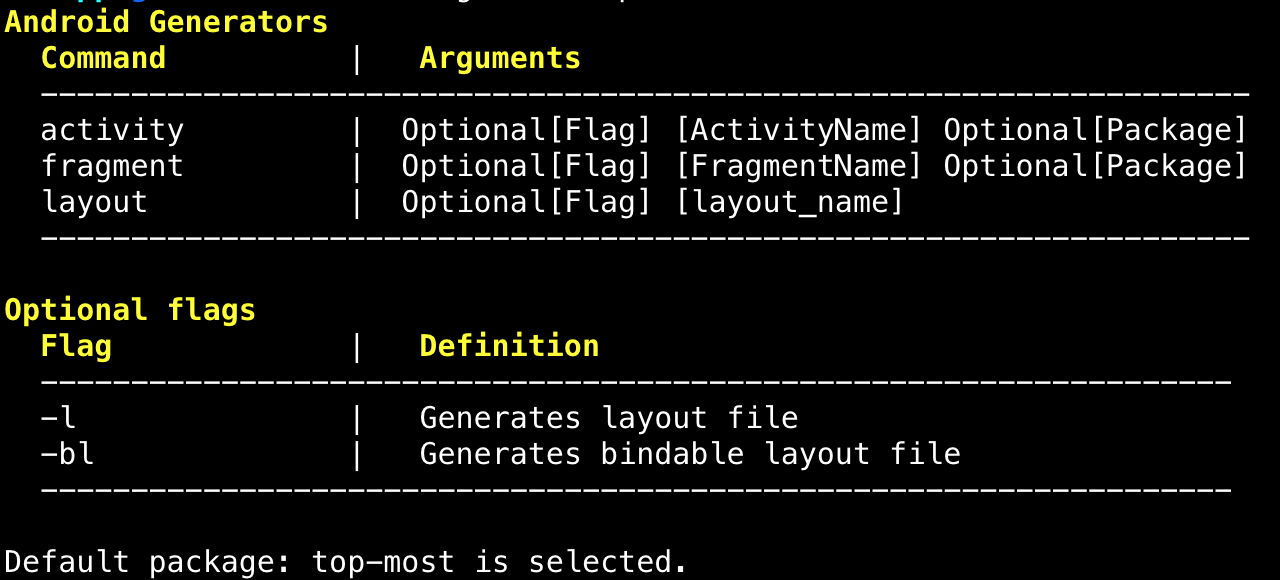 Android Generators
Command | Arguments
-------------------------------------------------------------------
activity | Optional[Flag] [ActivityName] Optional[Package]
fragment | Optional[Flag] [FragmentName] Optional[Package]
layout | Optional[Flag] [layout_name]
-------------------------------------------------------------------
Optional flags
Flag | Definition
------------------------------------------------------------------
-l | Generates layout file
-bl | Generates bindable layout file
------------------------------------------------------------------
Default package: top-most is selected.